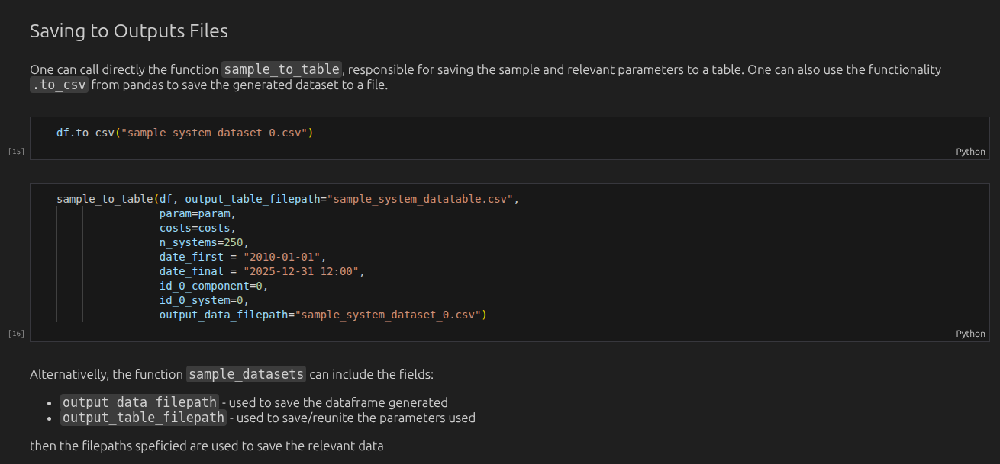 Saving to Outputs Files
One can call directly the function sample_to_table, responsible for saving the sample and relevant parameters to a table. One can also use the functionality
.to_csv from pandas to save the generated dataset to a file.
df.to_csv("sample_system_dataset_0.csv")
[15]
Python
sample_to_table(df, output_table_filepath="sample_system_datatable.csv",
param=param,
costs=costs,
n_systems=250,
date_first = "2010-01-01",
date_final = "2025-12-31 12:00",
id_0_component=0,
id_0_system=0,
output_data_filepath="sample_system_dataset_0.csv")
[16]
Python
Alternativelly, the function sample_datasets can include the fields:
• output data filepath - used to save the dataframe generated
• output_table_filepath - used to save/reunite the parameters used
then the filepaths speficied are used to save the relevant data